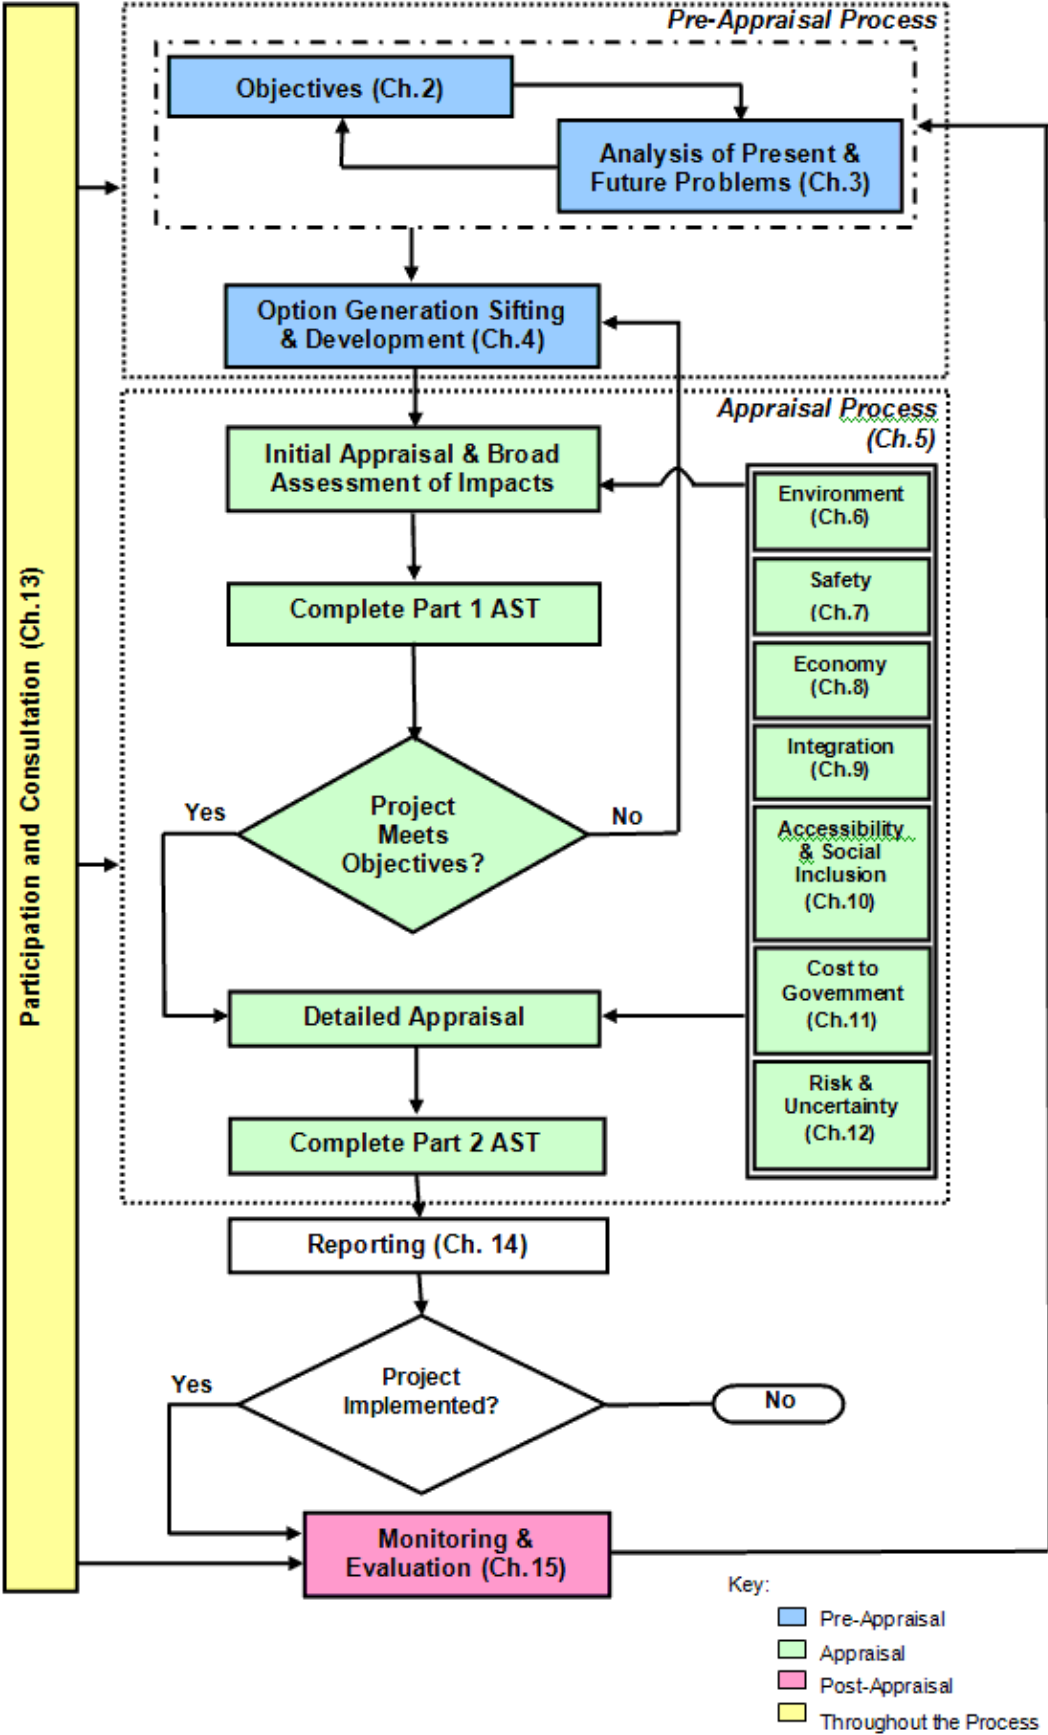 Pre-Appraisal Process
Objectives (Ch.2)
Analysis of Present &
Future Problems (Ch.3)
Option Generation Sifting
& Development (Ch.4)
Appraisal Process
(Ch.5)
Initial Appraisal & Broad
Assessment of Impacts
Environment
(Ch.6)
Safety
(Ch.7)
Complete Part 1 AST
Economy
(Ch.8)
Integration
(Ch.9)
Participation and Consultation (Ch.13)
Yes
Project
Meets
Objectives?
No
Accessibility
& Social
Inclusion
(Ch.10)
Cost to
Government
(Ch.11)
Detailed Appraisal
Risk &
Uncertainty
(Ch.12)
Complete Part 2 AST
Reporting (Ch. 14)
Yes
Project
Implemented?
No
Monitoring &
Evaluation (Ch.15)
Key:
Pre-Appraisal
Appraisal
Post-Appraisal
Throughout the Process